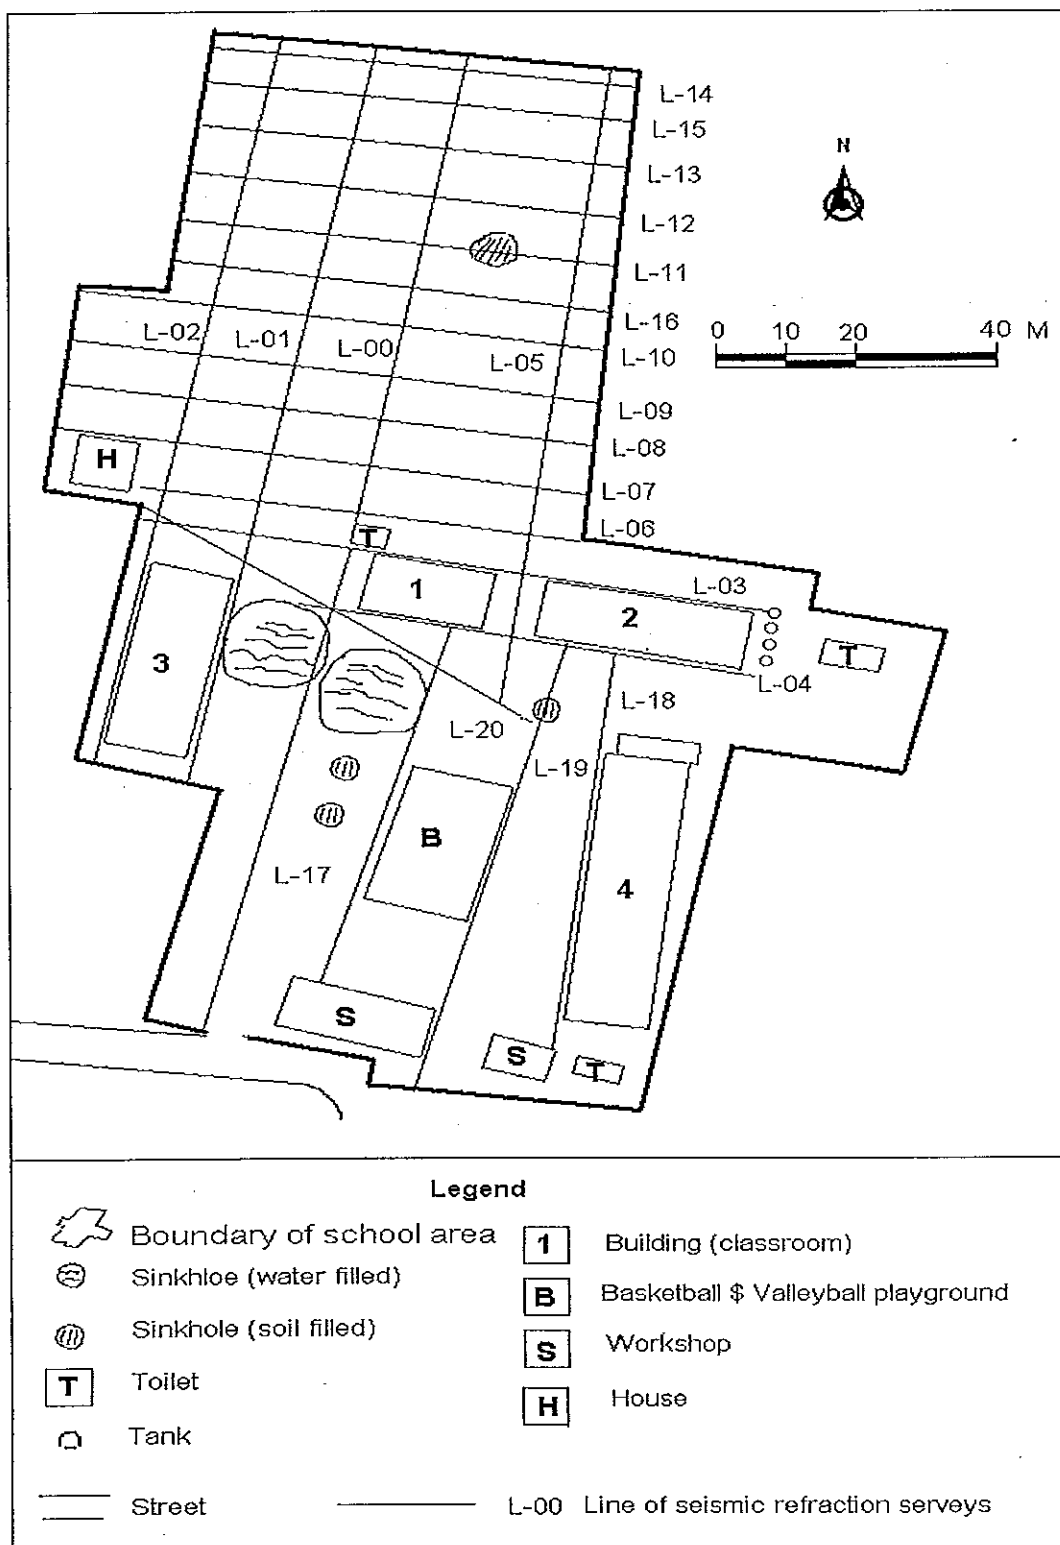 L-14
L-15
N
L-13
L-12
L-11
L-16
0 10 20 40 M
L-02 L-01 L-00 L-05 L-10
L-09
L-08
H
L-07
L-06
T
1 L-03
2
3 T
L-04
L-18
L-20
L-19
B
L-17 4
S
S T
Legend
Boundary of school area
1 Building (classroom)
Sinkhloe (water filled)
B Basketball $ Valleyball playground
Sinkhole (soil filled)
S Workshop
T Toilet
H House
Tank
Street
L-00 Line of seismic refraction serveys